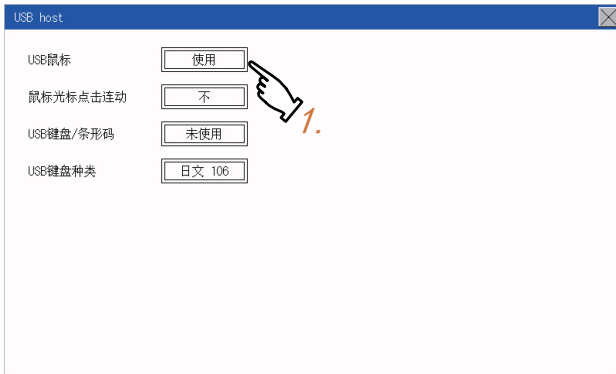 USB host
USB鼠标 使用
鼠标光标点击连动 不
USB键盘/条形码 未使用
USB键盘种类 日文 106
1.